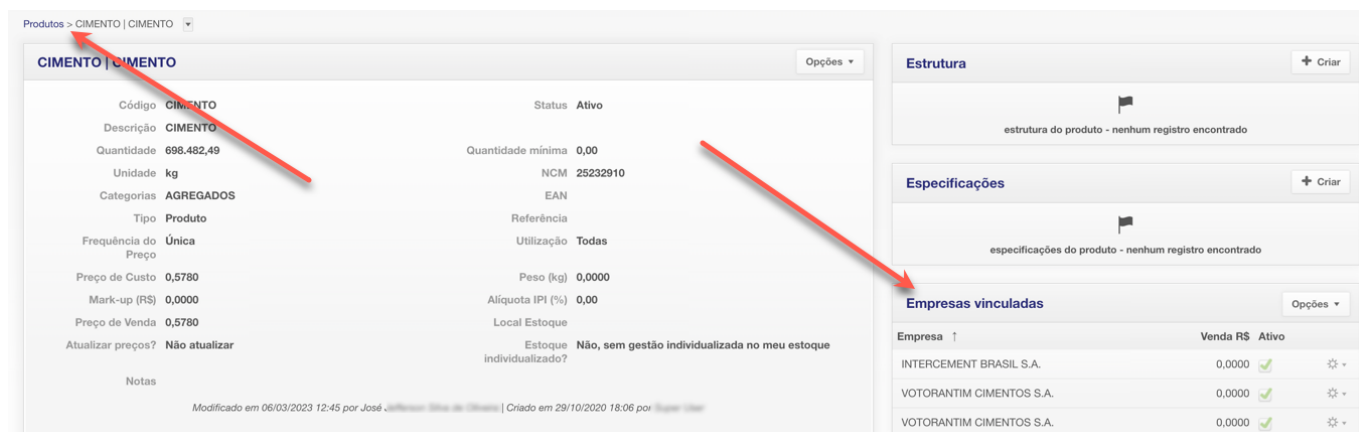 Produtos > CIMENTO | CIMENTO
CIMENTO | CIMENTO
Opções
Código CIMENTO
Status Ativo
Descrição CIMENTO
Quantidade 698.482,49
Quantidade mínima 0,00
Unidade kg
NCM 25232910
Categorias AGREGADOS
EAN
Tipo Produto
Referência
Frequência do Preço Única
Utilização Todas
Preço de Custo 0,5780
Peso (kg) 0,0000
Mark-up (R$) 0,0000
Alíquota IPI (%) 0,00
Preço de Venda 0,5780
Local Estoque
Atualizar preços? Não atualizar
Estoque individualizado? Não, sem gestão individualizada no meu estoque
Notas
Modificado em 06/03/2023 12:45 por José | Criado em 29/10/2020 18:06 por
Estrutura
+ Criar
estrutura do produto - nenhum registro encontrado
Especificações
+ Criar
especificações do produto - nenhum registro encontrado
Empresas vinculadas
Opções
Empresa ↑ Venda R$ Ativo
INTERCEMENT BRASIL S.A. 0,0000
VOTORANTIM CIMENTOS S.A. 0,0000
VOTORANTIM CIMENTOS S.A. 0,0000